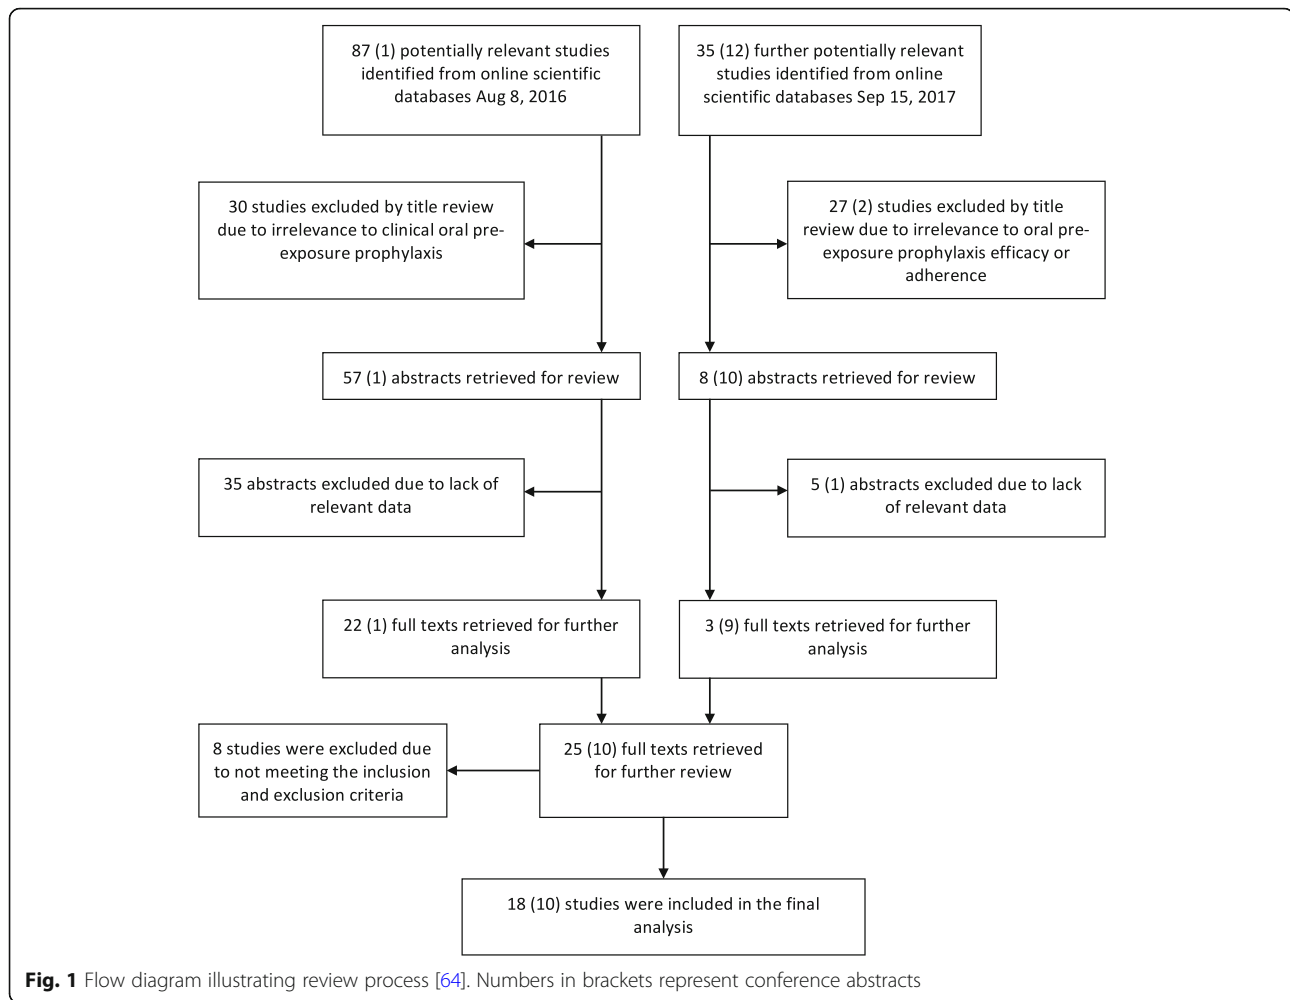 87 (1) potentially relevant studies
identified from online scientific
databases Aug 8, 2016
35 (12) further potentially relevant
studies identified from online
scientific databases Sep 15, 2017
30 studies excluded by title review
due to irrelevance to clinical oral pre-
exposure prophylaxis
27 (2) studies excluded by title
review due to irrelevance to oral pre-
exposure prophylaxis efficacy or
adherence
57 (1) abstracts retrieved for review
8 (10) abstracts retrieved for review
35 abstracts excluded due to lack of
relevant data
5 (1) abstracts excluded due to lack
of relevant data
22 (1) full texts retrieved for further
analysis
3 (9) full texts retrieved for further
analysis
8 studies were excluded due
to not meeting the inclusion
and exclusion criteria
25 (10) full texts retrieved
for further review
18 (10) studies were included in the final
analysis
Fig. 1 Flow diagram illustrating review process [64]. Numbers in brackets represent conference abstracts